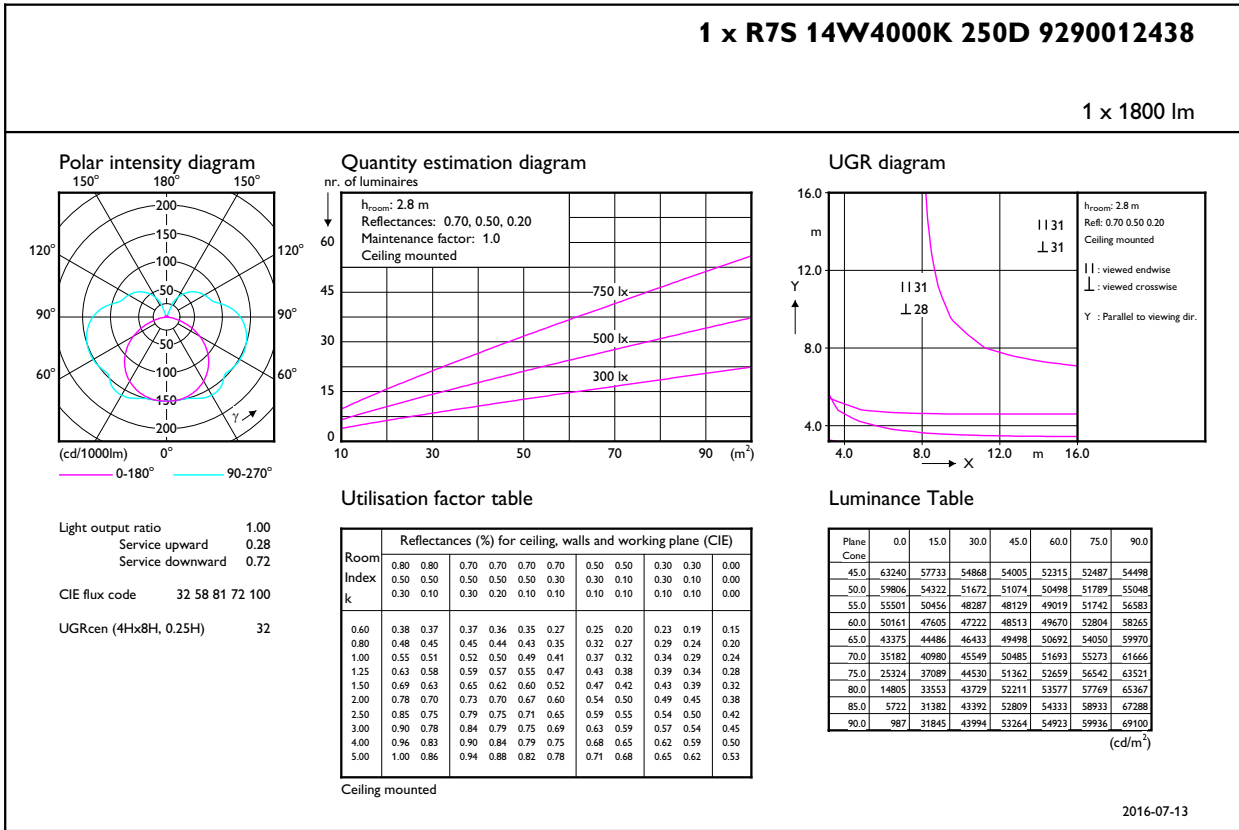 1 x R7S 14W4000K 250D 9290012438
1 x 1800 lm
Polar intensity diagram
150° 180° 150°
200
150
120° 120°
100
50
90° 90°
50
60° 100 60°
150
γ
200
(cd/1000lm) 0°
0-180° 90-270°
Light output ratio 1.00
Service upward 0.28
Service downward 0.72
CIE flux code 32 58 81 72 100
UGRcen (4Hx8H, 0.25H) 32
Quantity estimation diagram
nr. of luminaires
hroom: 2.8 m
Reflectances: 0.70, 0.50, 0.20
Maintenance factor: 1.0
Ceiling mounted
60
45
30
15
0
750 lx
500 lx
300 lx
10 30 50 70 90 (m²)
Utilisation factor table
Reflectances (%) for ceiling, walls and working plane (CIE)
Room
Index
k
0.80 0.80 0.70 0.70 0.70 0.70 0.50 0.50 0.30 0.30 0.00
0.50 0.50 0.50 0.50 0.50 0.30 0.30 0.10 0.30 0.10 0.00
0.30 0.10 0.30 0.20 0.10 0.10 0.10 0.10 0.10 0.10 0.00
0.60 0.38 0.37 0.37 0.36 0.35 0.27 0.25 0.20 0.23 0.19 0.15
0.80 0.48 0.45 0.45 0.44 0.43 0.35 0.32 0.27 0.29 0.24 0.20
1.00 0.55 0.51 0.52 0.50 0.49 0.41 0.37 0.32 0.34 0.29 0.24
1.25 0.63 0.58 0.59 0.57 0.55 0.47 0.43 0.38 0.39 0.34 0.28
1.50 0.69 0.63 0.65 0.62 0.60 0.52 0.47 0.42 0.43 0.39 0.32
2.00 0.78 0.70 0.73 0.70 0.67 0.60 0.54 0.50 0.49 0.45 0.38
2.50 0.85 0.75 0.79 0.75 0.71 0.65 0.59 0.55 0.54 0.50 0.42
3.00 0.90 0.78 0.84 0.79 0.75 0.69 0.63 0.59 0.57 0.54 0.45
4.00 0.96 0.83 0.90 0.84 0.79 0.75 0.68 0.65 0.62 0.59 0.50
5.00 1.00 0.86 0.94 0.88 0.82 0.78 0.71 0.68 0.65 0.62 0.53
Ceiling mounted
UGR diagram
16.0
m
12.0
Y
8.0
4.0
4.0 8.0 12.0 m 16.0
X
||31
⊥31
||31
⊥28
hroom: 2.8 m
Refl: 0.70 0.50 0.20
Ceiling mounted
|| : viewed endwise
⊥ : viewed crosswise
Y : Parallel to viewing dir.
Luminance Table
Plane 0.0 15.0 30.0 45.0 60.0 75.0 90.0
Cone
45.0 63240 57733 54868 54005 52315 52487 54498
50.0 59806 54322 51672 51074 50498 51789 55048
55.0 55501 50456 48287 48129 49019 51742 56583
60.0 50161 47605 47222 48513 49670 52804 58265
65.0 43375 44486 46433 49498 50692 54050 59970
70.0 35182 40980 45549 50485 51693 55273 61666
75.0 25324 37089 44530 51362 52659 56542 63521
80.0 14805 33553 43729 52211 53577 57769 65367
85.0 5722 31382 43392 52809 54333 58933 67288
90.0 987 31845 43994 53264 54923 59936 69100
(cd/m²)
2016-07-13